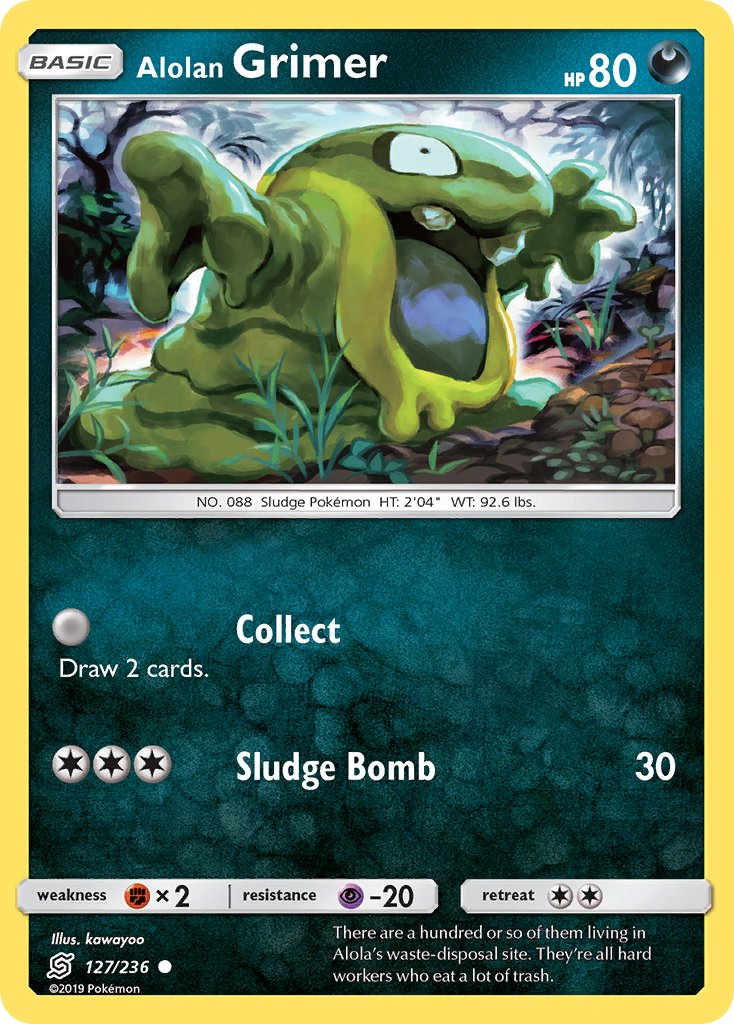 BASIC
Alolan Grimer
HP 80
NO. 088 Sludge Pokémon HT: 2'04" WT: 92.6 lbs.
Collect
Draw 2 cards.
Sludge Bomb 30
weakness × 2 resistance -20 retreat
Illus. kawayoo
127/236
©2019 Pokémon
There are a hundred or so of them living in
Alola's waste-disposal site. They're all hard
workers who eat a lot of trash.